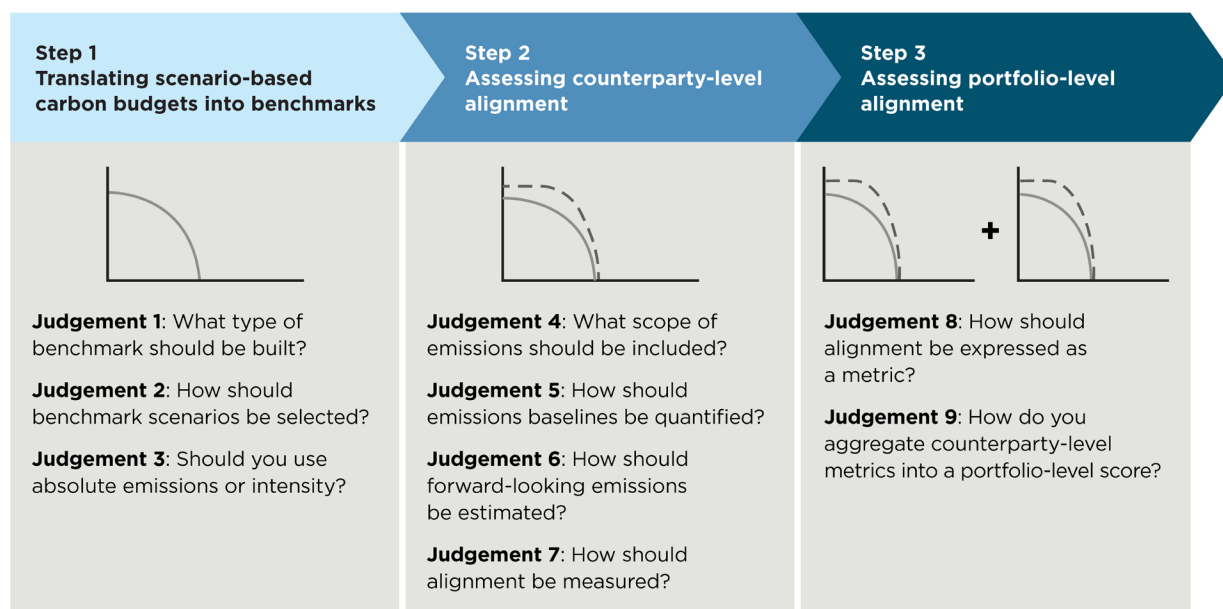 Step 1
Translating scenario-based
carbon budgets into benchmarks
Step 2
Assessing counterparty-level
alignment
Step 3
Assessing portfolio-level
alignment
Judgement 1: What type of
benchmark should be built?
Judgement 2: How should
benchmark scenarios be selected?
Judgement 3: Should you use
absolute emissions or intensity?
Judgement 4: What scope of
emissions should be included?
Judgement 5: How should
emissions baselines be quantified?
Judgement 6: How should
forward-looking emissions
be estimated?
Judgement 7: How should
alignment be measured?
+
Judgement 8: How should
alignment be expressed as
a metric?
Judgement 9: How do you
aggregate counterparty-level
metrics into a portfolio-level score?